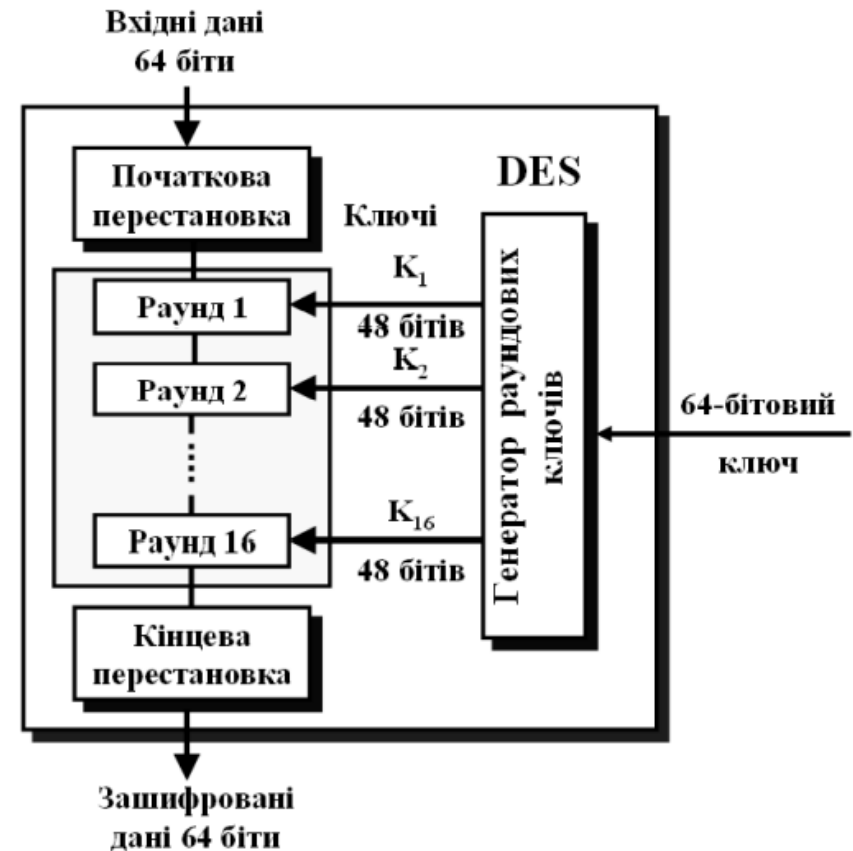 Вхідні дані
64 біти
DES
Початкова
перестановка
Ключі
K1
Раунд 1
48 бітів
K2
Раунд 2
48 бітів
64-бітовий
ключ
Генератор раундових
ключів
K16
Раунд 16
48 бітів
Кінцева
перестановка
Зашифровані
дані 64 біти